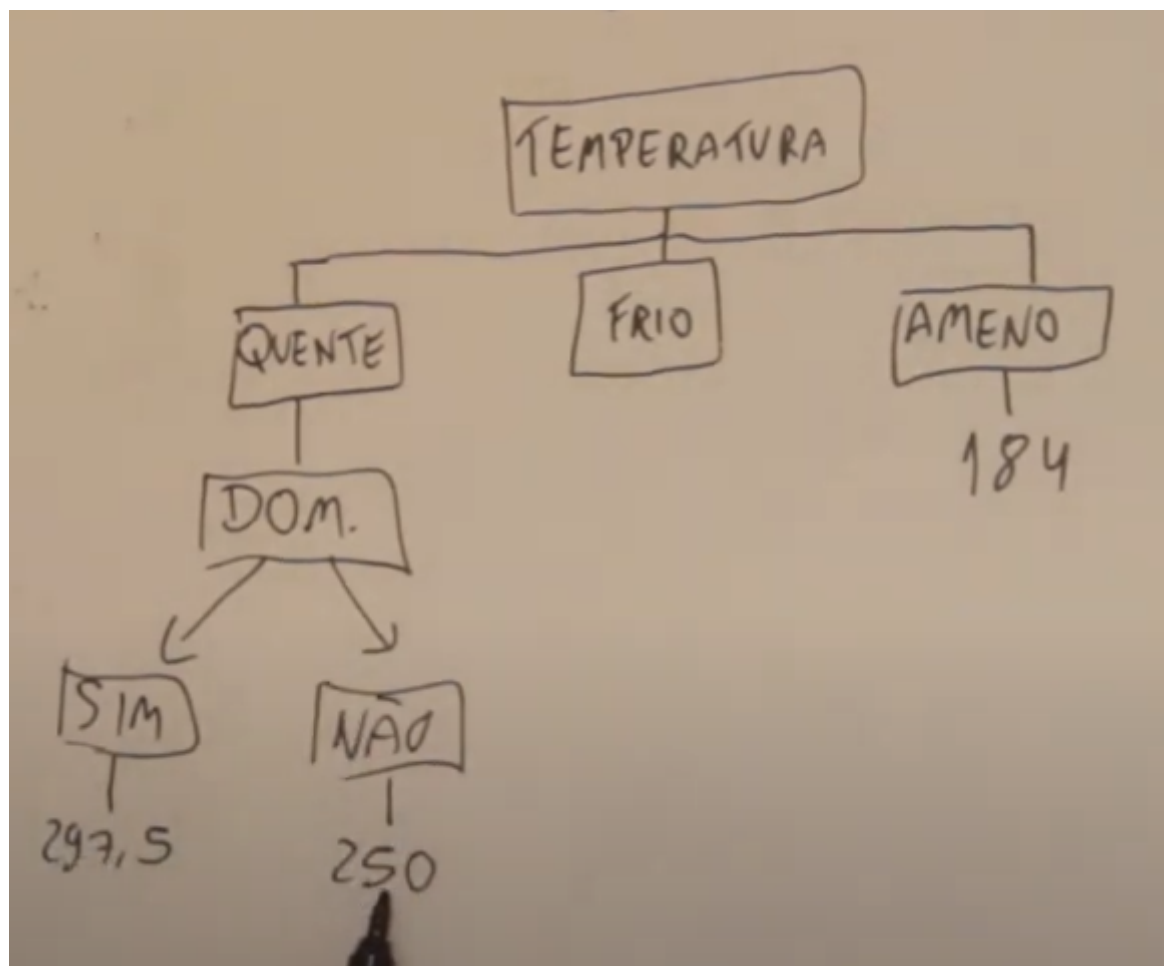 TEMPERATURA
QUENTE
FRIO
AMENO
184
DOM.
SIM
NÃO
297,5
250